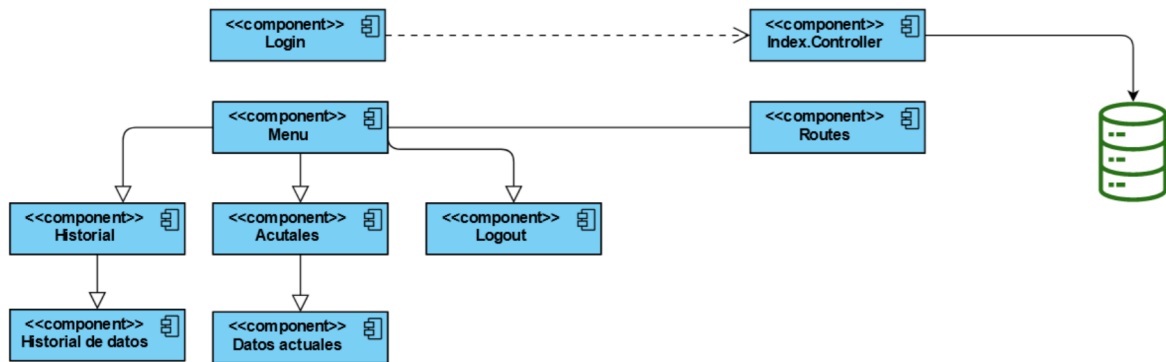 <<component>>
Login
<<component>>
Index.Controller
<<component>>
Menu
<<component>>
Routes
<<component>>
Historial
<<component>>
Acutales
<<component>>
Logout
<<component>>
Historial de datos
<<component>>
Datos actuales